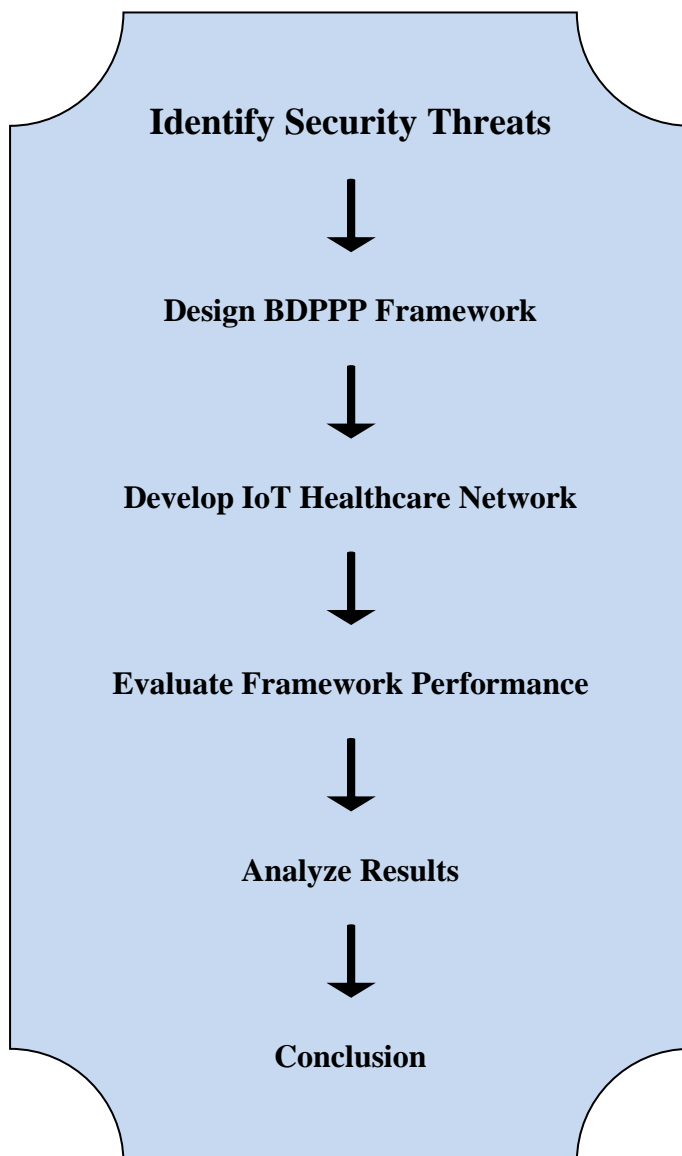 Identify Security Threats
Design BDPPP Framework
Develop IoT Healthcare Network
Evaluate Framework Performance
Analyze Results
Conclusion